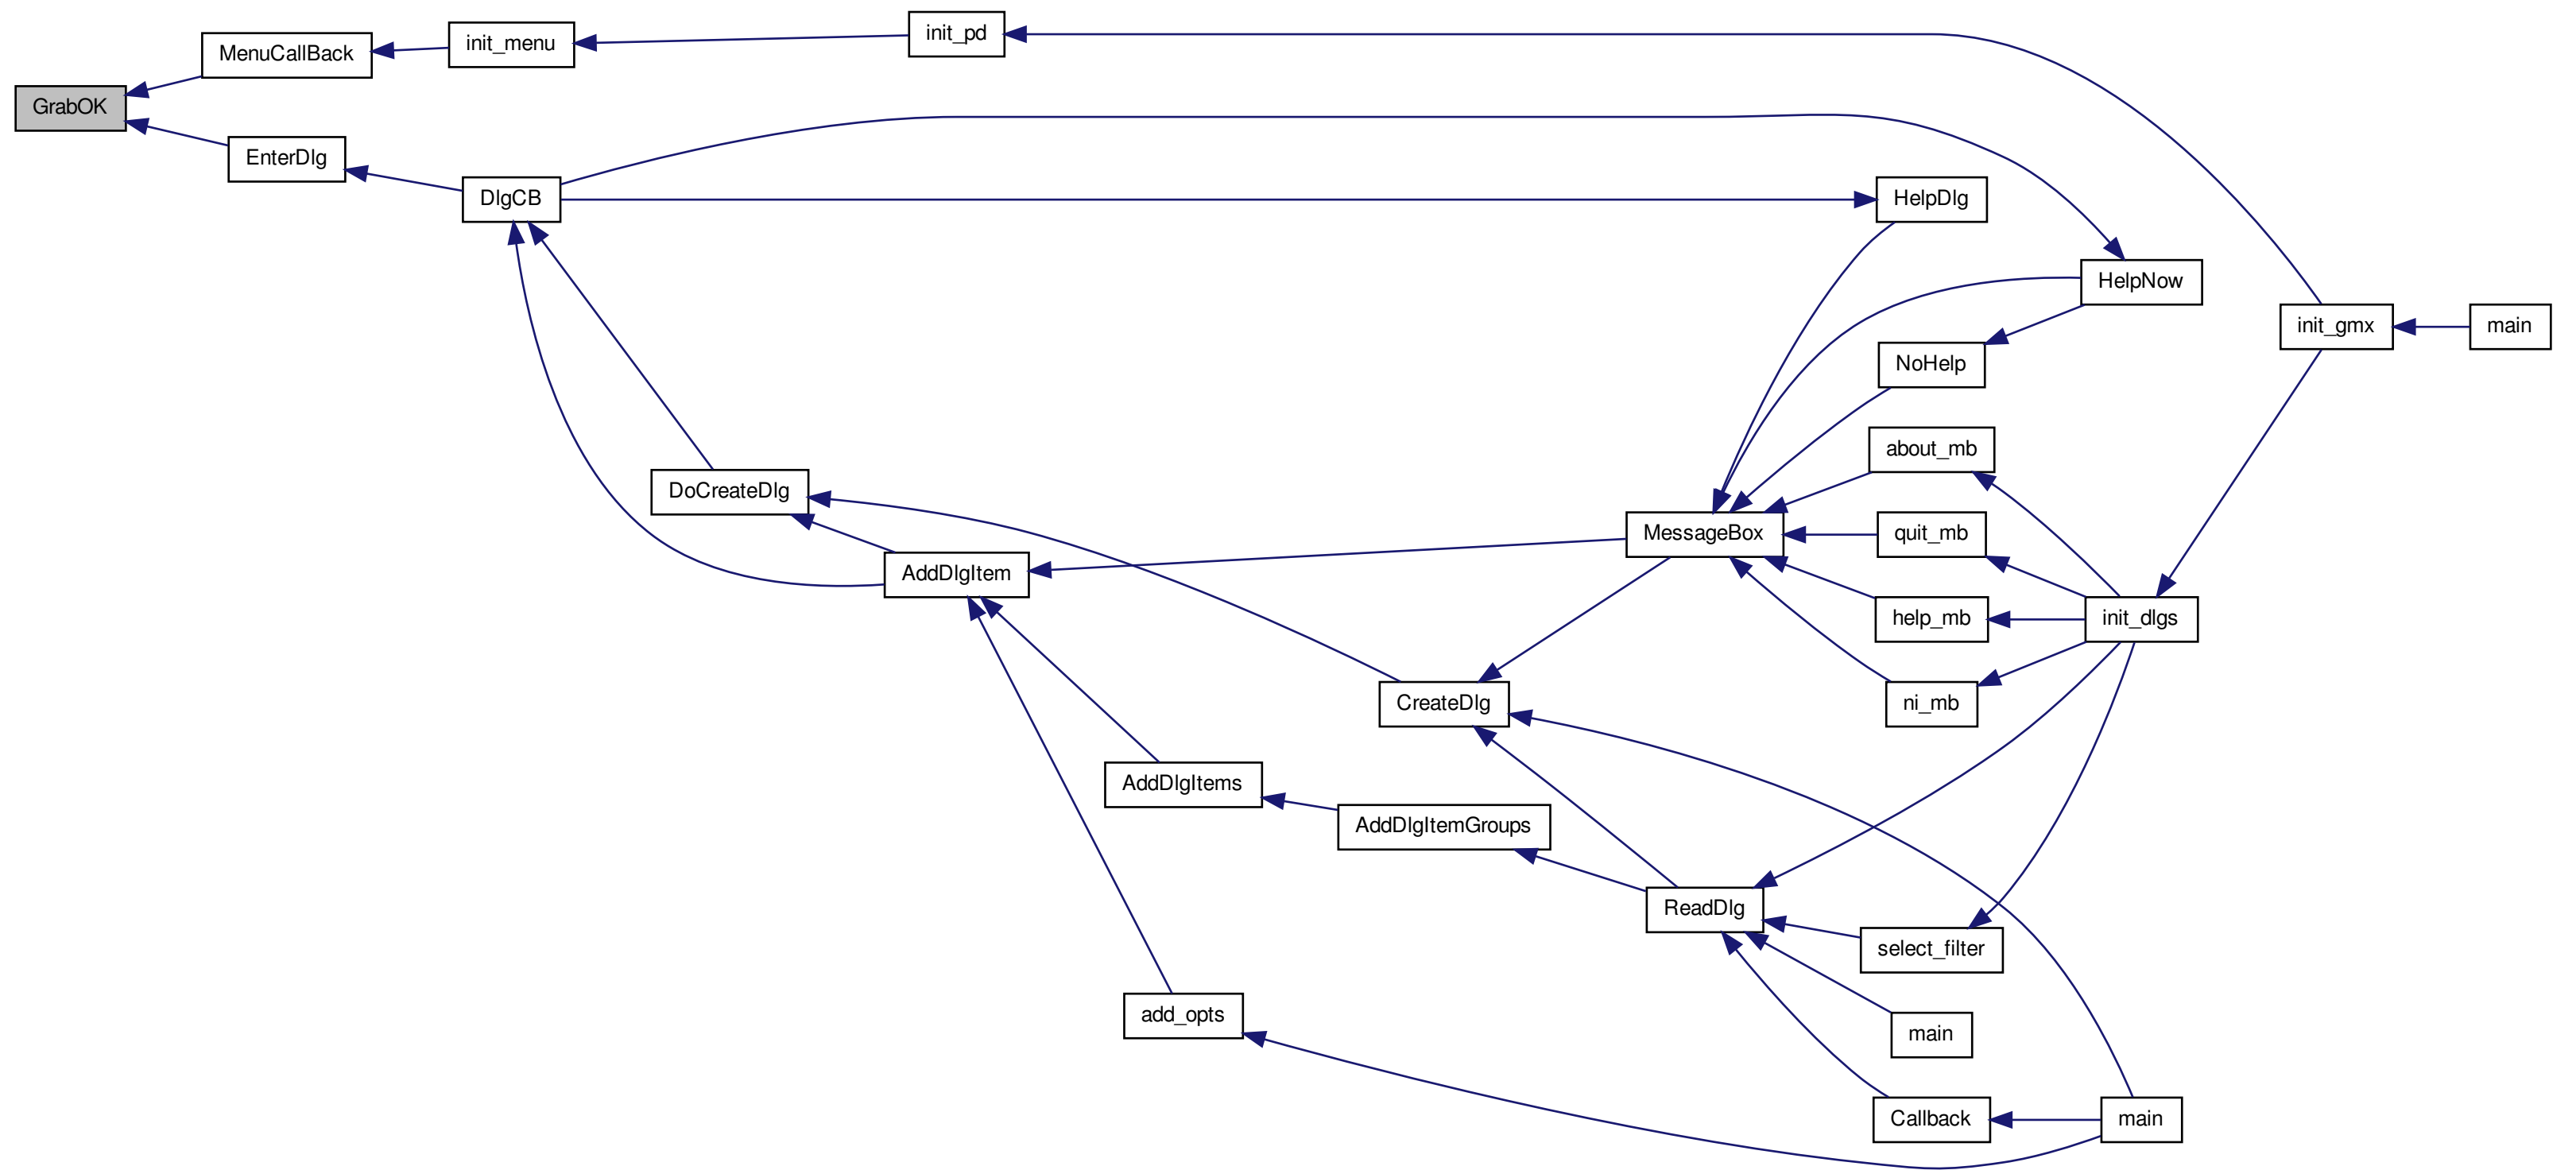 GrabOK
MenuCallBack
init_menu
init_pd
EnterDlg
DlgCB
HelpDlg
HelpNow
NoHelp
init_gmx
main
about_mb
DoCreateDlg
MessageBox
quit_mb
AddDlgItem
help_mb
init_dlgs
CreateDlg
ni_mb
AddDlgItems
AddDlgItemGroups
ReadDlg
select_filter
add_opts
main
Callback
main